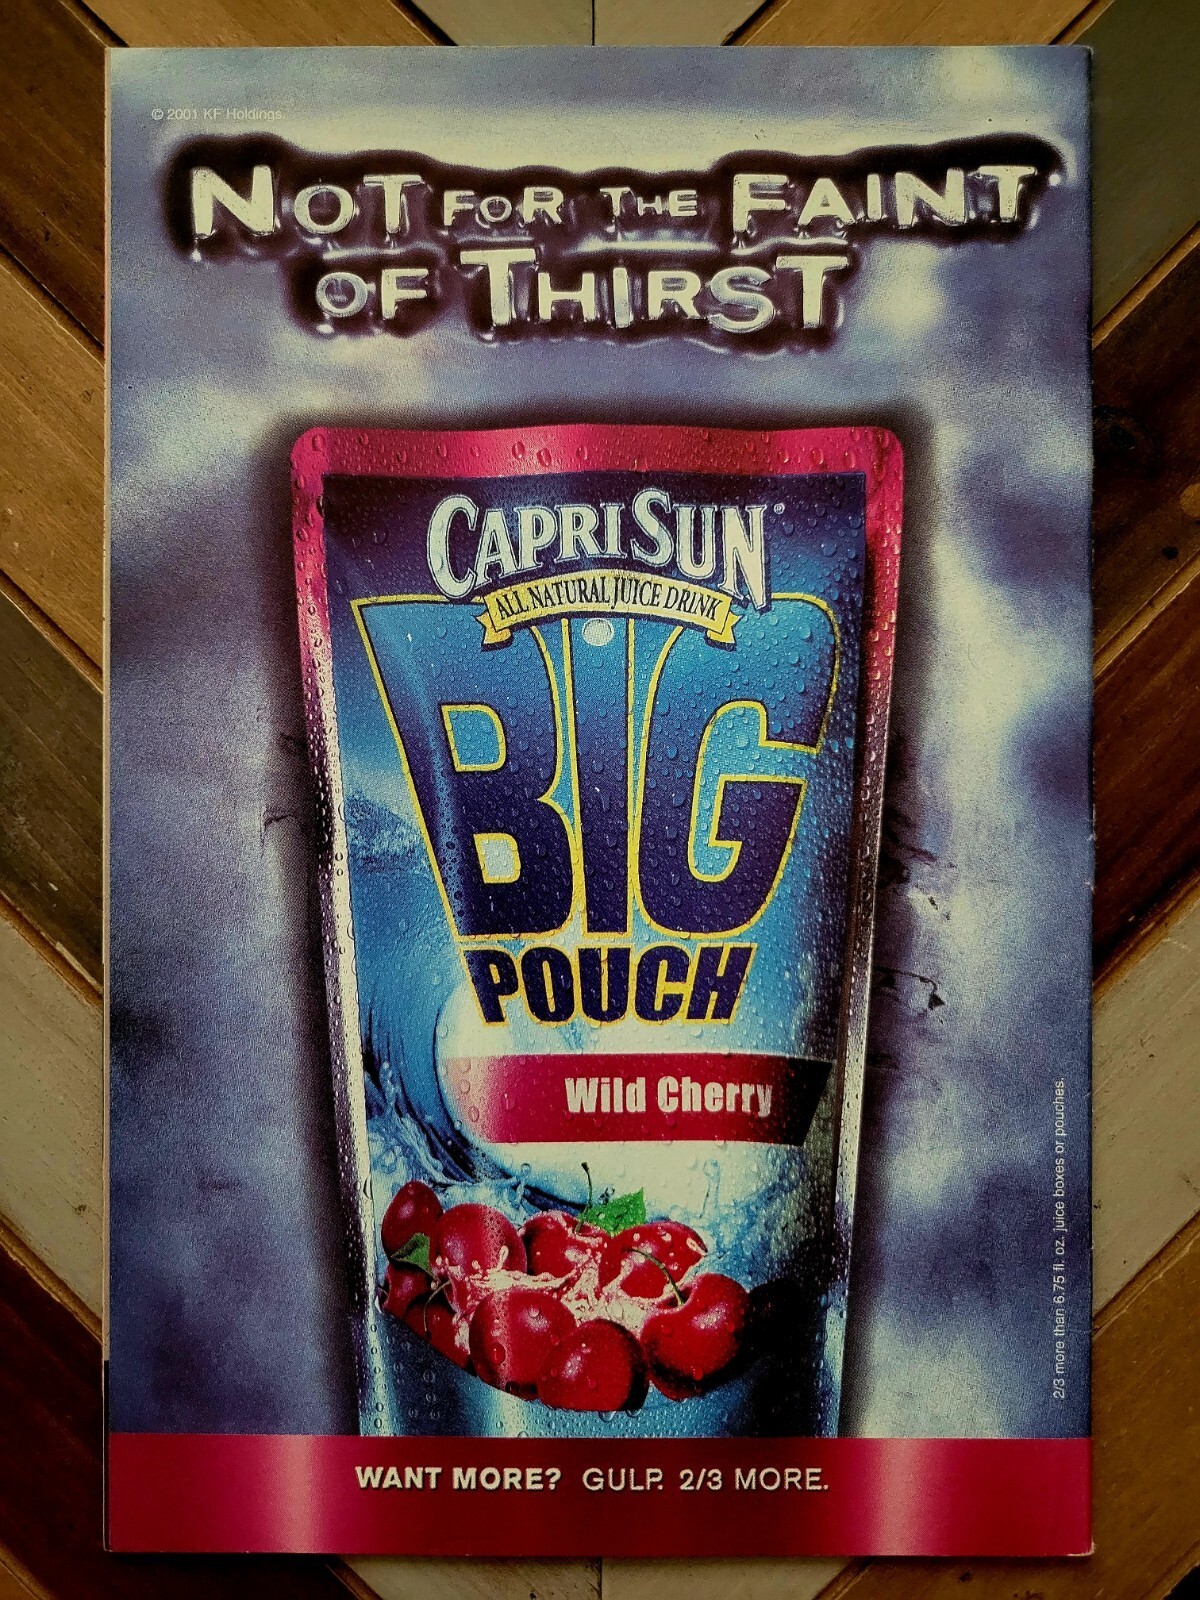 © 2001 KF Holdings.
NOT FOR THE FAINT
OF THIRST
CAPRI SUN®
ALL NATURAL JUICE DRINK
BIG
POUCH
Wild Cherry
2/3 more than 6.75 fl. oz. juice boxes or pouches.
WANT MORE? GULP. 2/3 MORE.